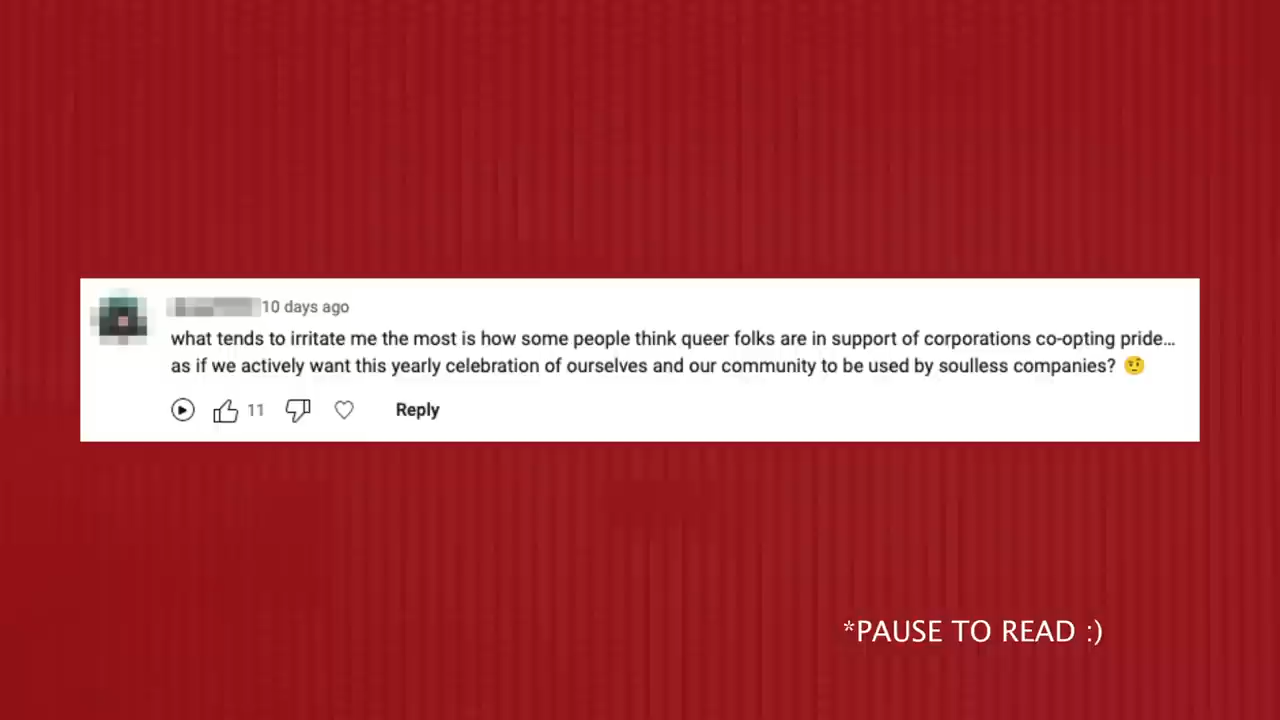 10 days ago
what tends to irritate me the most is how some people think queer folks are in support of corporations co-opting pride...
as if we actively want this yearly celebration of ourselves and our community to be used by soulless companies? 🤨
11 Reply
*PAUSE TO READ :)